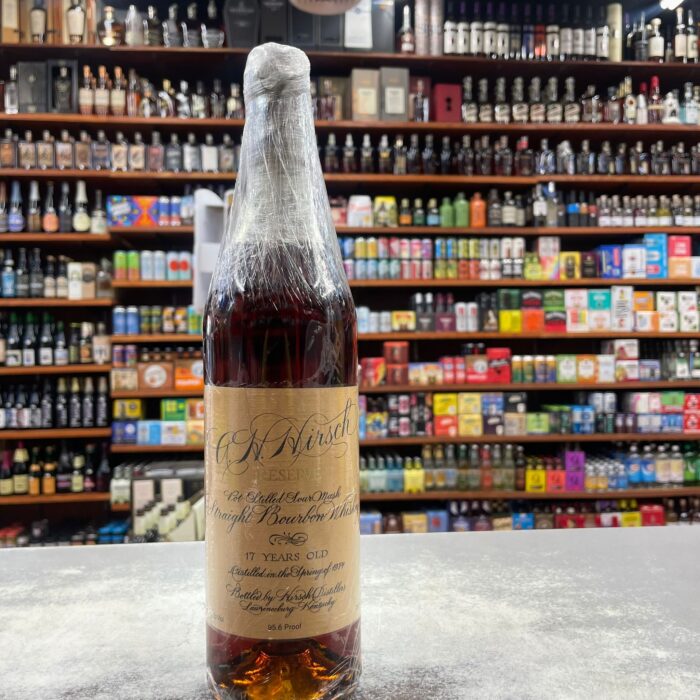 A.H. Hirsch
RESERVE
Pot Stilled Sour Mash
Straight Bourbon Whiskey
17 YEARS OLD
Distilled in the Spring of 1974
Bottled by Hirsch Distillers
Lawrenceburg - Kentucky
95.6 Proof